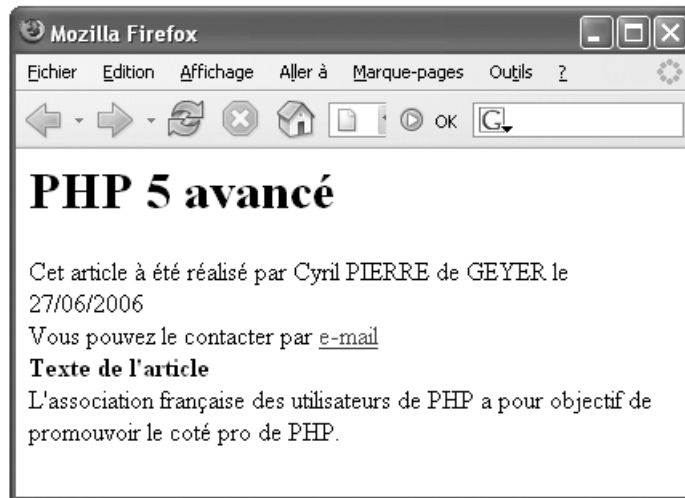 Mozilla Firefox
Fichier Edition Affichage Aller à Marque-pages Outils ?
OK G
PHP 5 avancé
Cet article à été réalisé par Cyril PIERRE de GEYER le
27/06/2006
Vous pouvez le contacter par e-mail
Texte de l'article
L'association française des utilisateurs de PHP a pour objectif de
promouvoir le coté pro de PHP.